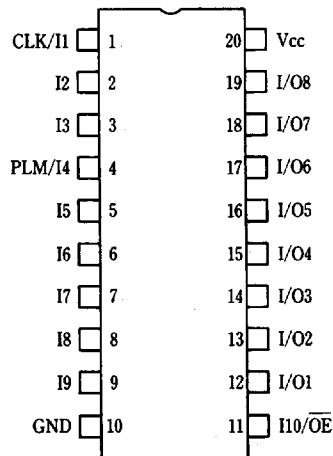 CLK/I1 1 20 Vcc
I2 2 19 I/O8
I3 3 18 I/O7
PLM/I4 4 17 I/O6
I5 5 16 I/O5
I6 6 15 I/O4
I7 7 14 I/O3
I8 8 13 I/O2
I9 9 12 I/O1
GND 10 11 I10/O̅E̅